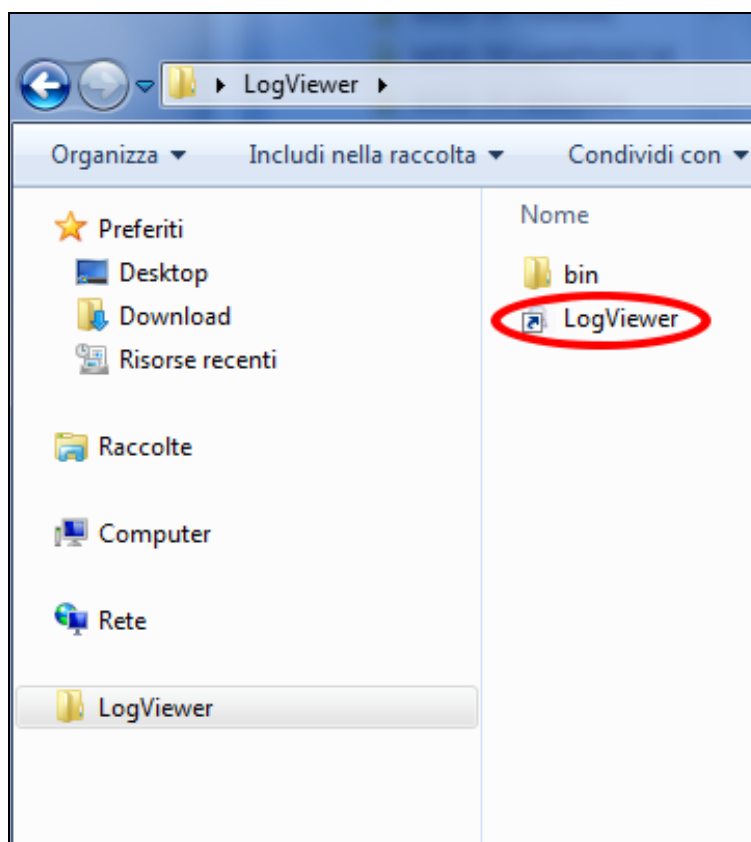 LogViewer
Organizza Includi nella raccolta Condividi con
Preferiti
Desktop
Download
Risorse recenti
Raccolte
Computer
Rete
LogViewer
Nome
bin
LogViewer